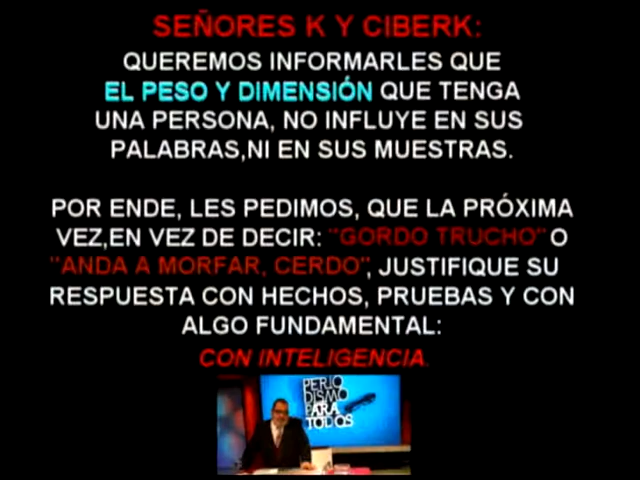 SEÑORES K Y CIBERK:
QUEREMOS INFORMARLES QUE
EL PESO Y DIMENSIÓN QUE TENGA
UNA PERSONA, NO INFLUYE EN SUS
PALABRAS,NI EN SUS MUESTRAS.
POR ENDE, LES PEDIMOS, QUE LA PRÓXIMA
VEZ,EN VEZ DE DECIR: "GORDO TRUCHO" O
"ANDA A MORFAR, CERDO", JUSTIFIQUE SU
RESPUESTA CON HECHOS, PRUEBAS Y CON
ALGO FUNDAMENTAL:
CON INTELIGENCIA.
PERIO
DISMO
PARA
TODOS